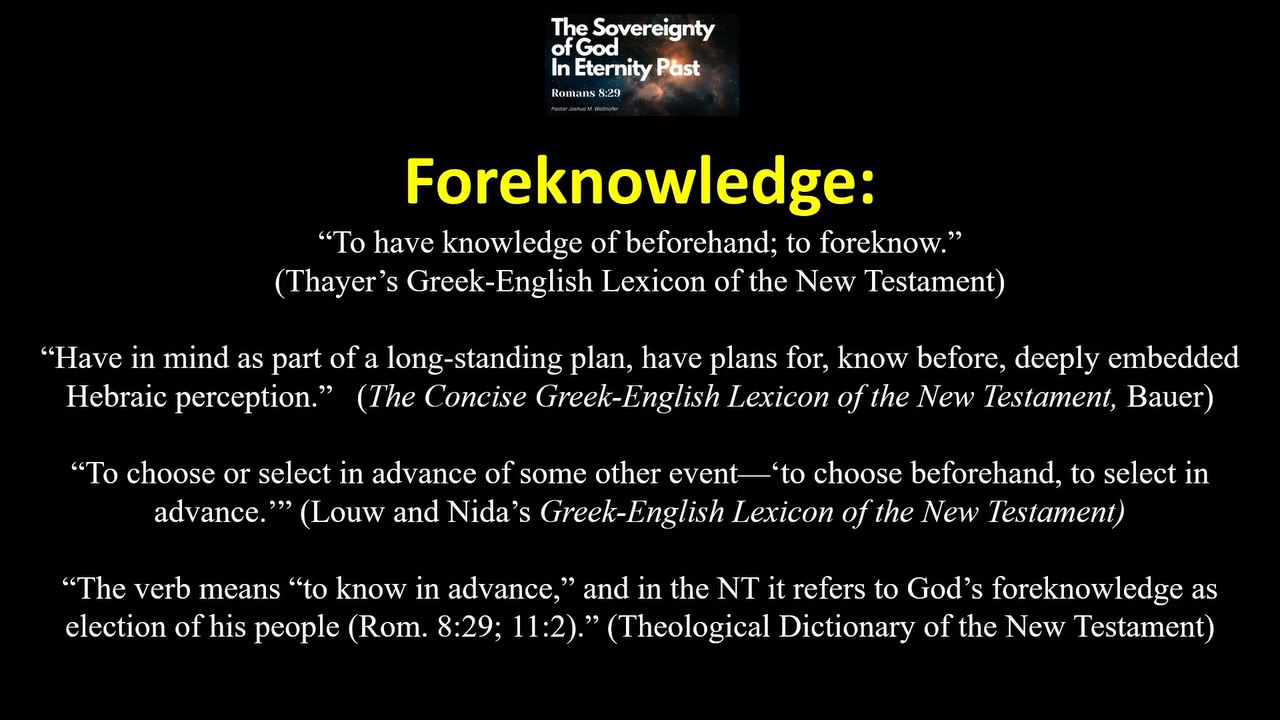 The Sovereignty
of God
In Eternity Past
Romans 8:29
Pastor Joshua M. Wallnofer
Foreknowledge:
“To have knowledge of beforehand; to foreknow.”
(Thayer’s Greek-English Lexicon of the New Testament)
“Have in mind as part of a long-standing plan, have plans for, know before, deeply embedded
Hebraic perception.” (The Concise Greek-English Lexicon of the New Testament, Bauer)
“To choose or select in advance of some other event—‘to choose beforehand, to select in
advance.’” (Louw and Nida’s Greek-English Lexicon of the New Testament)
“The verb means “to know in advance,” and in the NT it refers to God’s foreknowledge as
election of his people (Rom. 8:29; 11:2).” (Theological Dictionary of the New Testament)